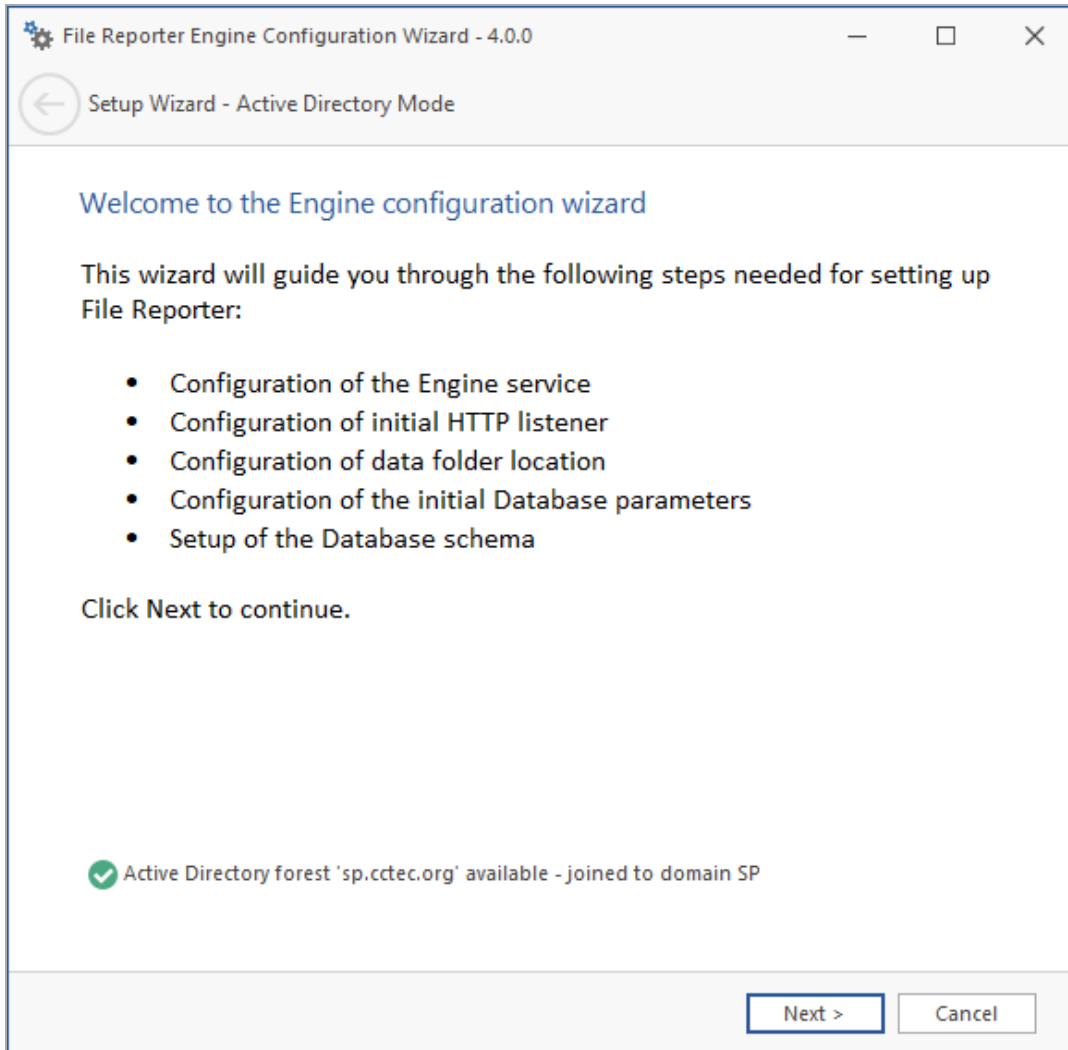 File Reporter Engine Configuration Wizard - 4.0.0
Setup Wizard - Active Directory Mode
Welcome to the Engine configuration wizard
This wizard will guide you through the following steps needed for setting up
File Reporter:
• Configuration of the Engine service
• Configuration of initial HTTP listener
• Configuration of data folder location
• Configuration of the initial Database parameters
• Setup of the Database schema
Click Next to continue.
Active Directory forest 'sp.cctec.org' available - joined to domain SP
Next >
Cancel